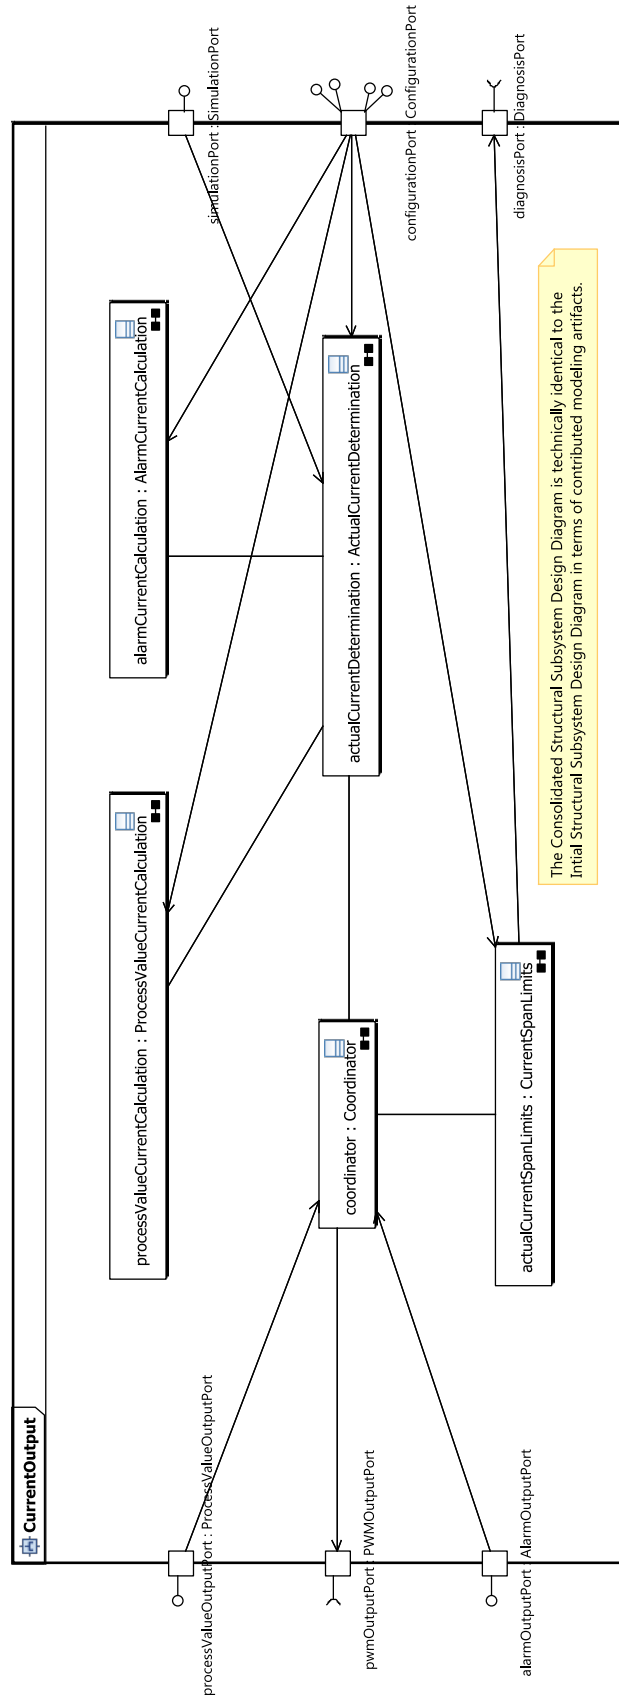 CurrentOutput
processValueOutputPort : ProcessValueOutputPort
pwmOutputPort : PWMOutputPort
alarmOutputPort : AlarmOutputPort
processValueCurrentCalculation : ProcessValueCurrentCalculation
coordinator : Coordinator
actualCurrentSpanLimits : CurrentSpanLimits
alarmCurrentCalculation : AlarmCurrentCalculation
actualCurrentDetermination : ActualCurrentDetermination
The Consolidated Structural Subsystem Design Diagram is technically identical to the
Intial Structural Subsystem Design Diagram in terms of contributed modeling artifacts.
simulationPort : SimulationPort
configurationPort : ConfigurationPort
diagnosisPort : DiagnosisPort